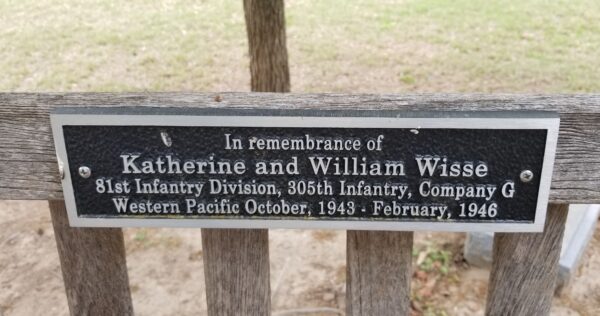 In remembrance of
Katherine and William Wisse
81st Infantry Division, 305th Infantry, Company G
Western Pacific October, 1943 - February, 1946